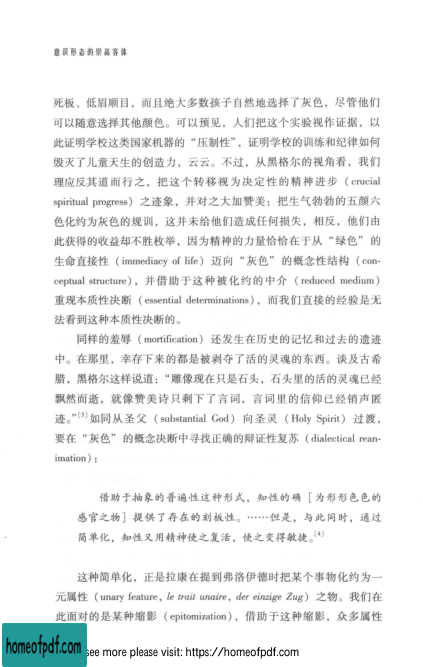 意识形态的崇高客体
死板、低眉顺目，而且绝大多数孩子自然地选择了灰色，尽管他们
可以随意选择其他颜色。可以预见，人们把这个实验视作证据，以
此证明学校这类国家机器的“压制性”，证明学校的训练和纪律如何
毁灭了儿童天生的创造力，云云。不过，从黑格尔的视角看，我们
理应反其道而行之，把这个转移视为决定性的精神进步（crucial
spiritual progress）之迹象，并对之大加赞美：把生气勃勃的五颜六
色化约为灰色的规训，这并未给他们造成任何损失，相反，他们由
此获得的收益却不胜枚举，因为精神的力量恰恰在于从“绿色”的
生命直接性（immediacy of life）迈向“灰色”的概念性结构（con-
ceptual structure），并借助于这种被化约的中介（reduced medium）
重现本质性决断（essential determinations），而我们直接的经验是无
法看到这种本质性决断的。
同样的羞辱（mortification）还发生在历史的记忆和过去的遗迹
中。在那里，幸存下来的都是被剥夺了活的灵魂的东西。谈及古希
腊，黑格尔这样说道：“雕像现在只是石头，石头里的活的灵魂已经
飘然而逝，就像赞美诗只剩下了言词，言词里的信仰已经销声匿
迹。”[3]如同从圣父（substantial God）向圣灵（Holy Spirit）过渡，
要在“灰色”的概念决断中寻找正确的辩证性复苏（dialectical rean-
imation）：
借助于抽象的普遍性这种形式，知性的确［为形形色色的
感官之物］提供了存在的刻板性。……但是，与此同时，通过
简单化，知性又用精神使之复活，使之变得敏捷。[4]
这种简单化，正是拉康在提到弗洛伊德时把某个事物化约为一
元属性（unary feature，le trait unaire，der einzige Zug）之物。我们在
此面对的是某种缩影（epitomization），借助于这种缩影，众多属性
homeofpdf.com
see more please visit: https://homeofpdf.com